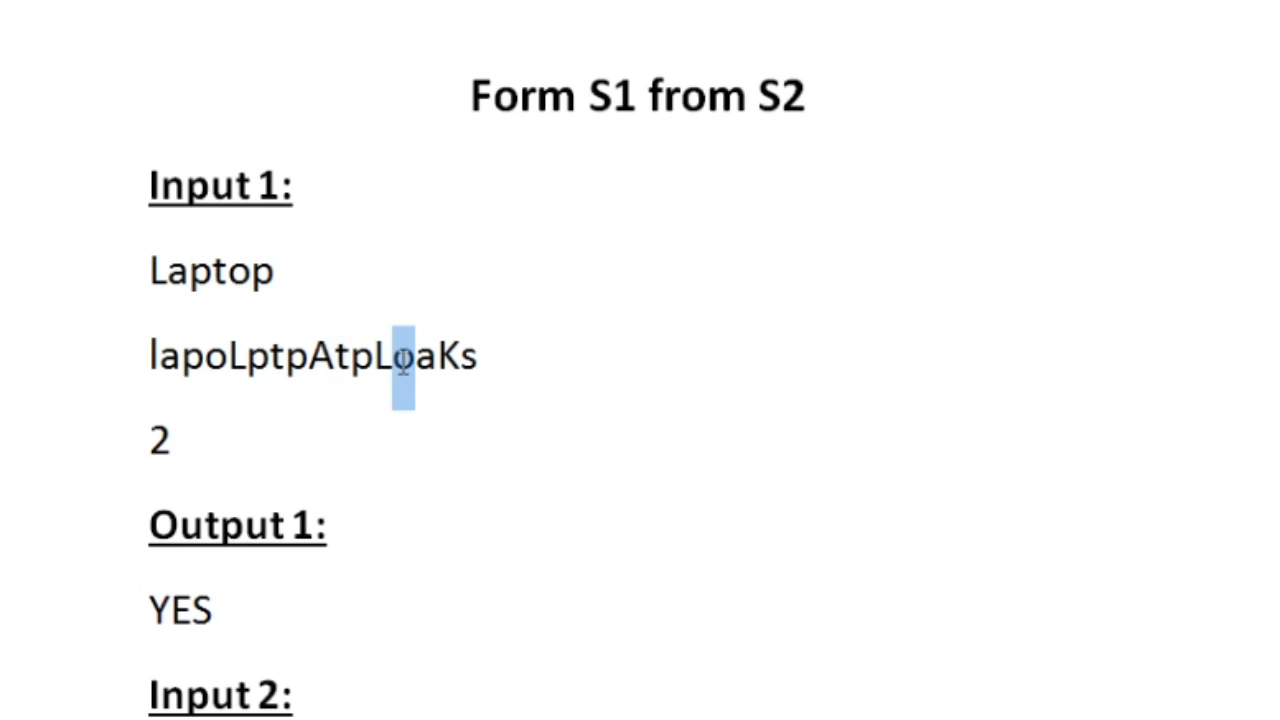 Form S1 from S2
Input 1:
Laptop
lapoLptpAtpLoaKs
2
Output 1:
YES
Input 2: